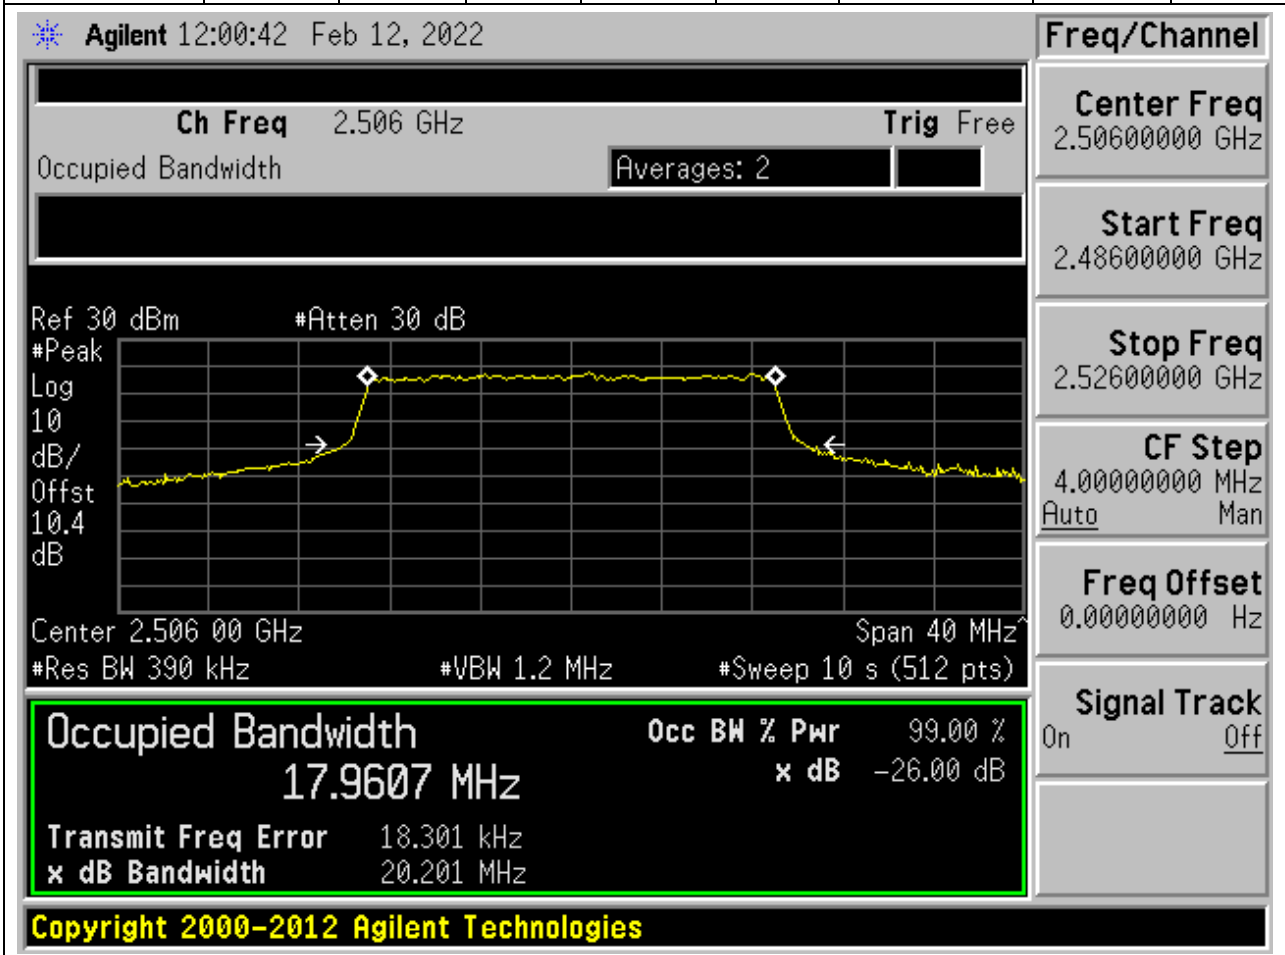 Agilent 12:00:42 Feb 12, 2022
Freq/Channel
Ch Freq 2.506 GHz Trig Free
Occupied Bandwidth Averages: 2
Center Freq
2.50600000 GHz
Start Freq
2.48600000 GHz
Stop Freq
2.52600000 GHz
CF Step
4.00000000 MHz
Auto Man
Freq Offset
0.00000000 Hz
Signal Track
On Off
Ref 30 dBm #Atten 30 dB
#Peak
Log
10
dB/
Offst
10.4
dB
Center 2.506 00 GHz Span 40 MHz^
#Res BW 390 kHz #VBW 1.2 MHz #Sweep 10 s (512 pts)
Occupied Bandwidth
17.9607 MHz
Occ BW % Pwr 99.00 %
x dB -26.00 dB
Transmit Freq Error 18.301 kHz
x dB Bandwidth 20.201 MHz
Copyright 2000-2012 Agilent Technologies